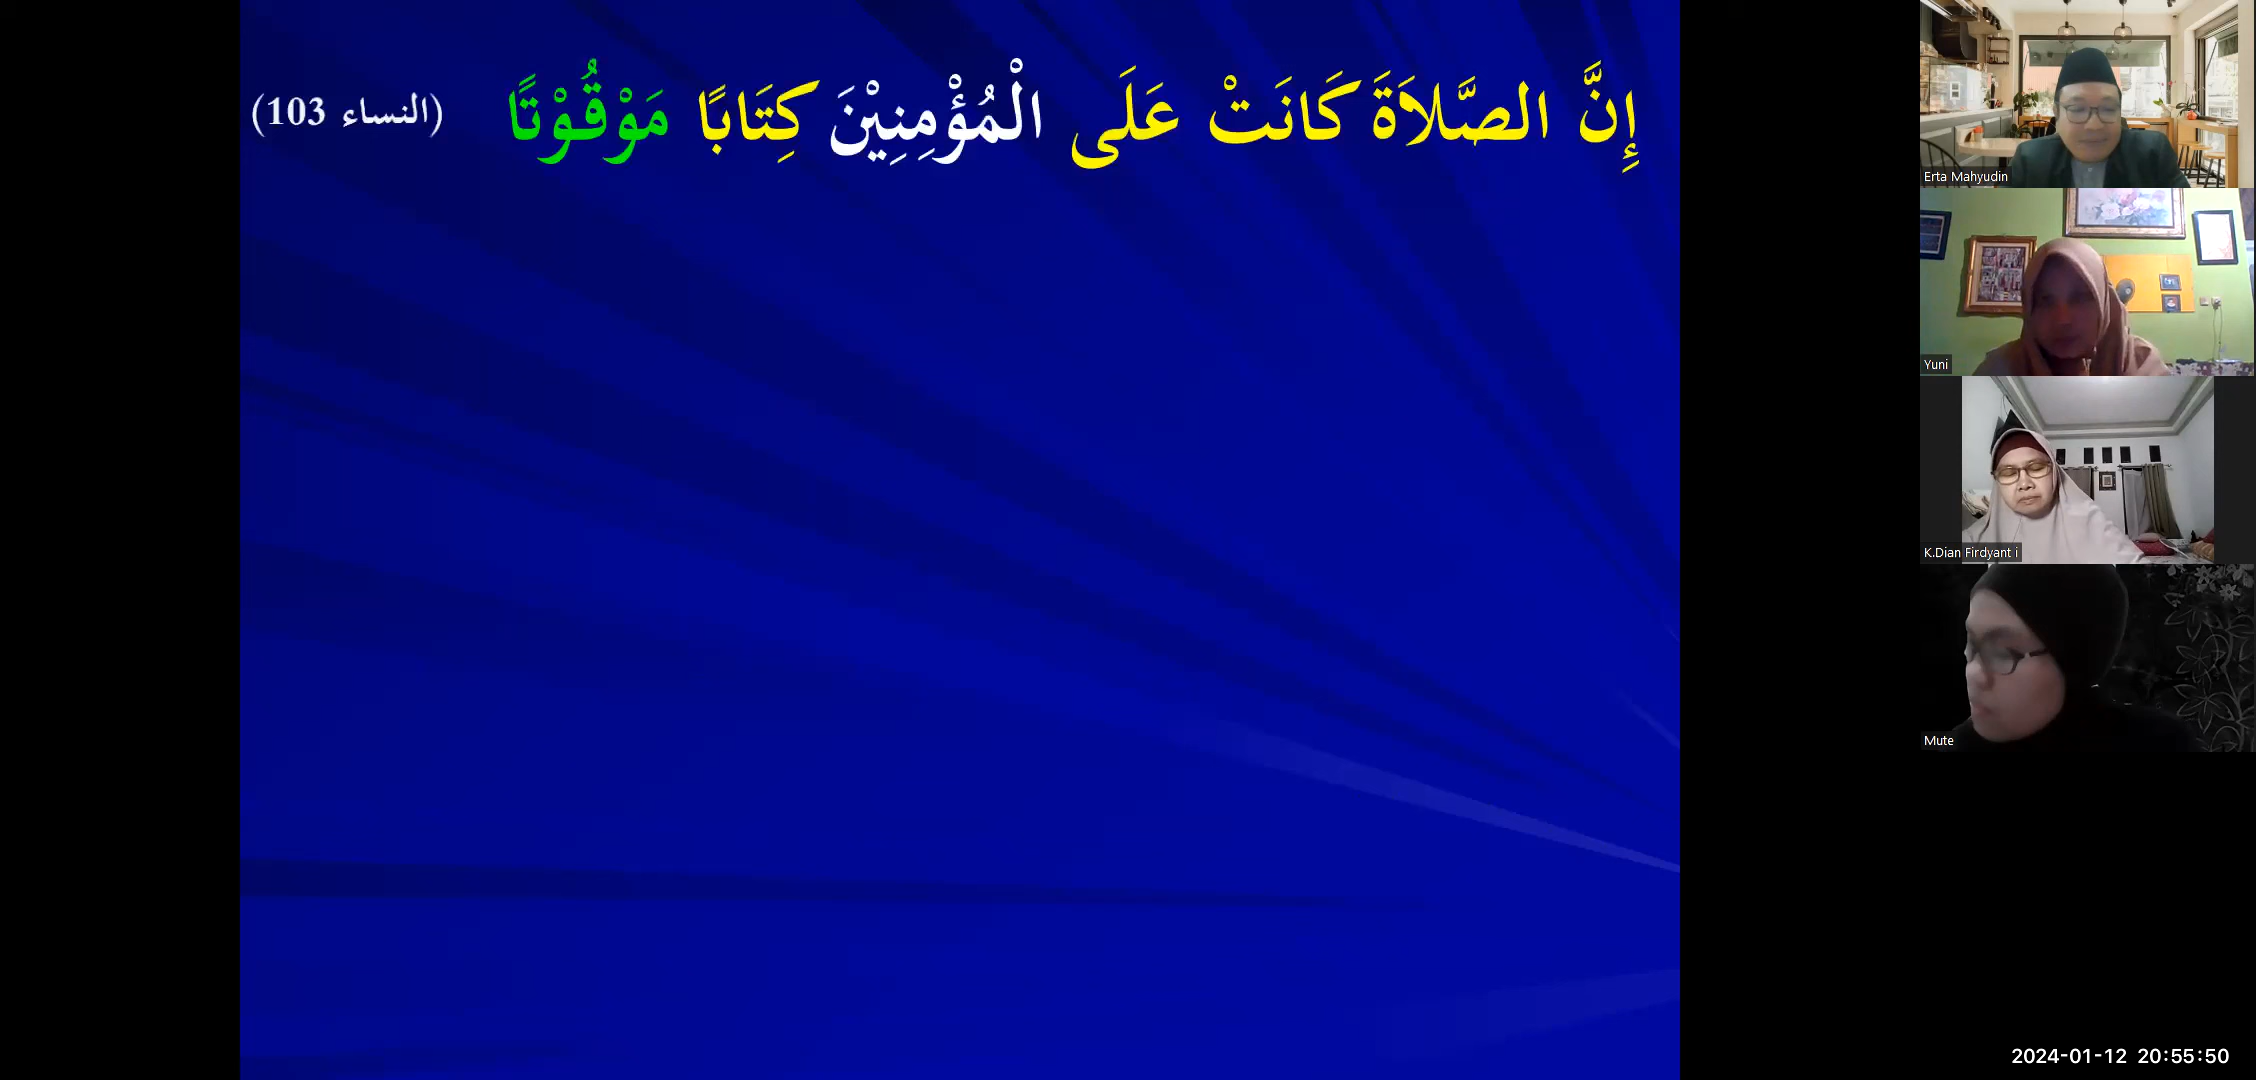 إِنَّ الصَّلاَةَ كَانَتْ عَلَى الْمُؤْمِنِيْنَ كِتَابًا مَوْقُوْتًا (النساء 103)
Erta Mahyudin
Yuni
K.Dian Firdyant i
Mute
2024-01-12 20:55:50